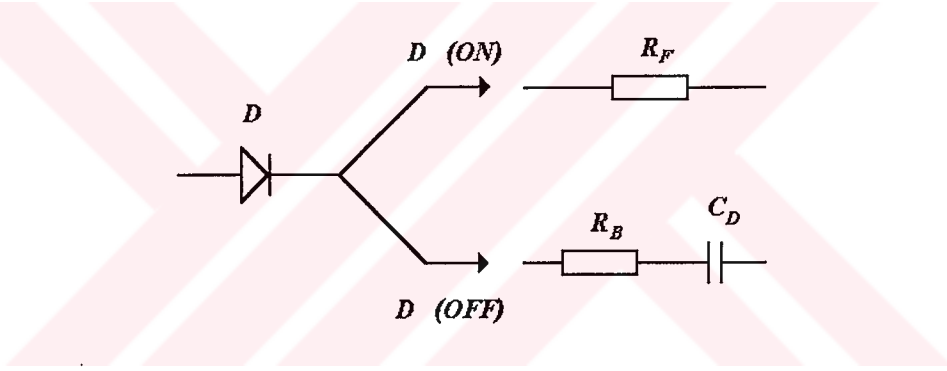 D (ON)
R_F
D
R_B
C_D
D (OFF)